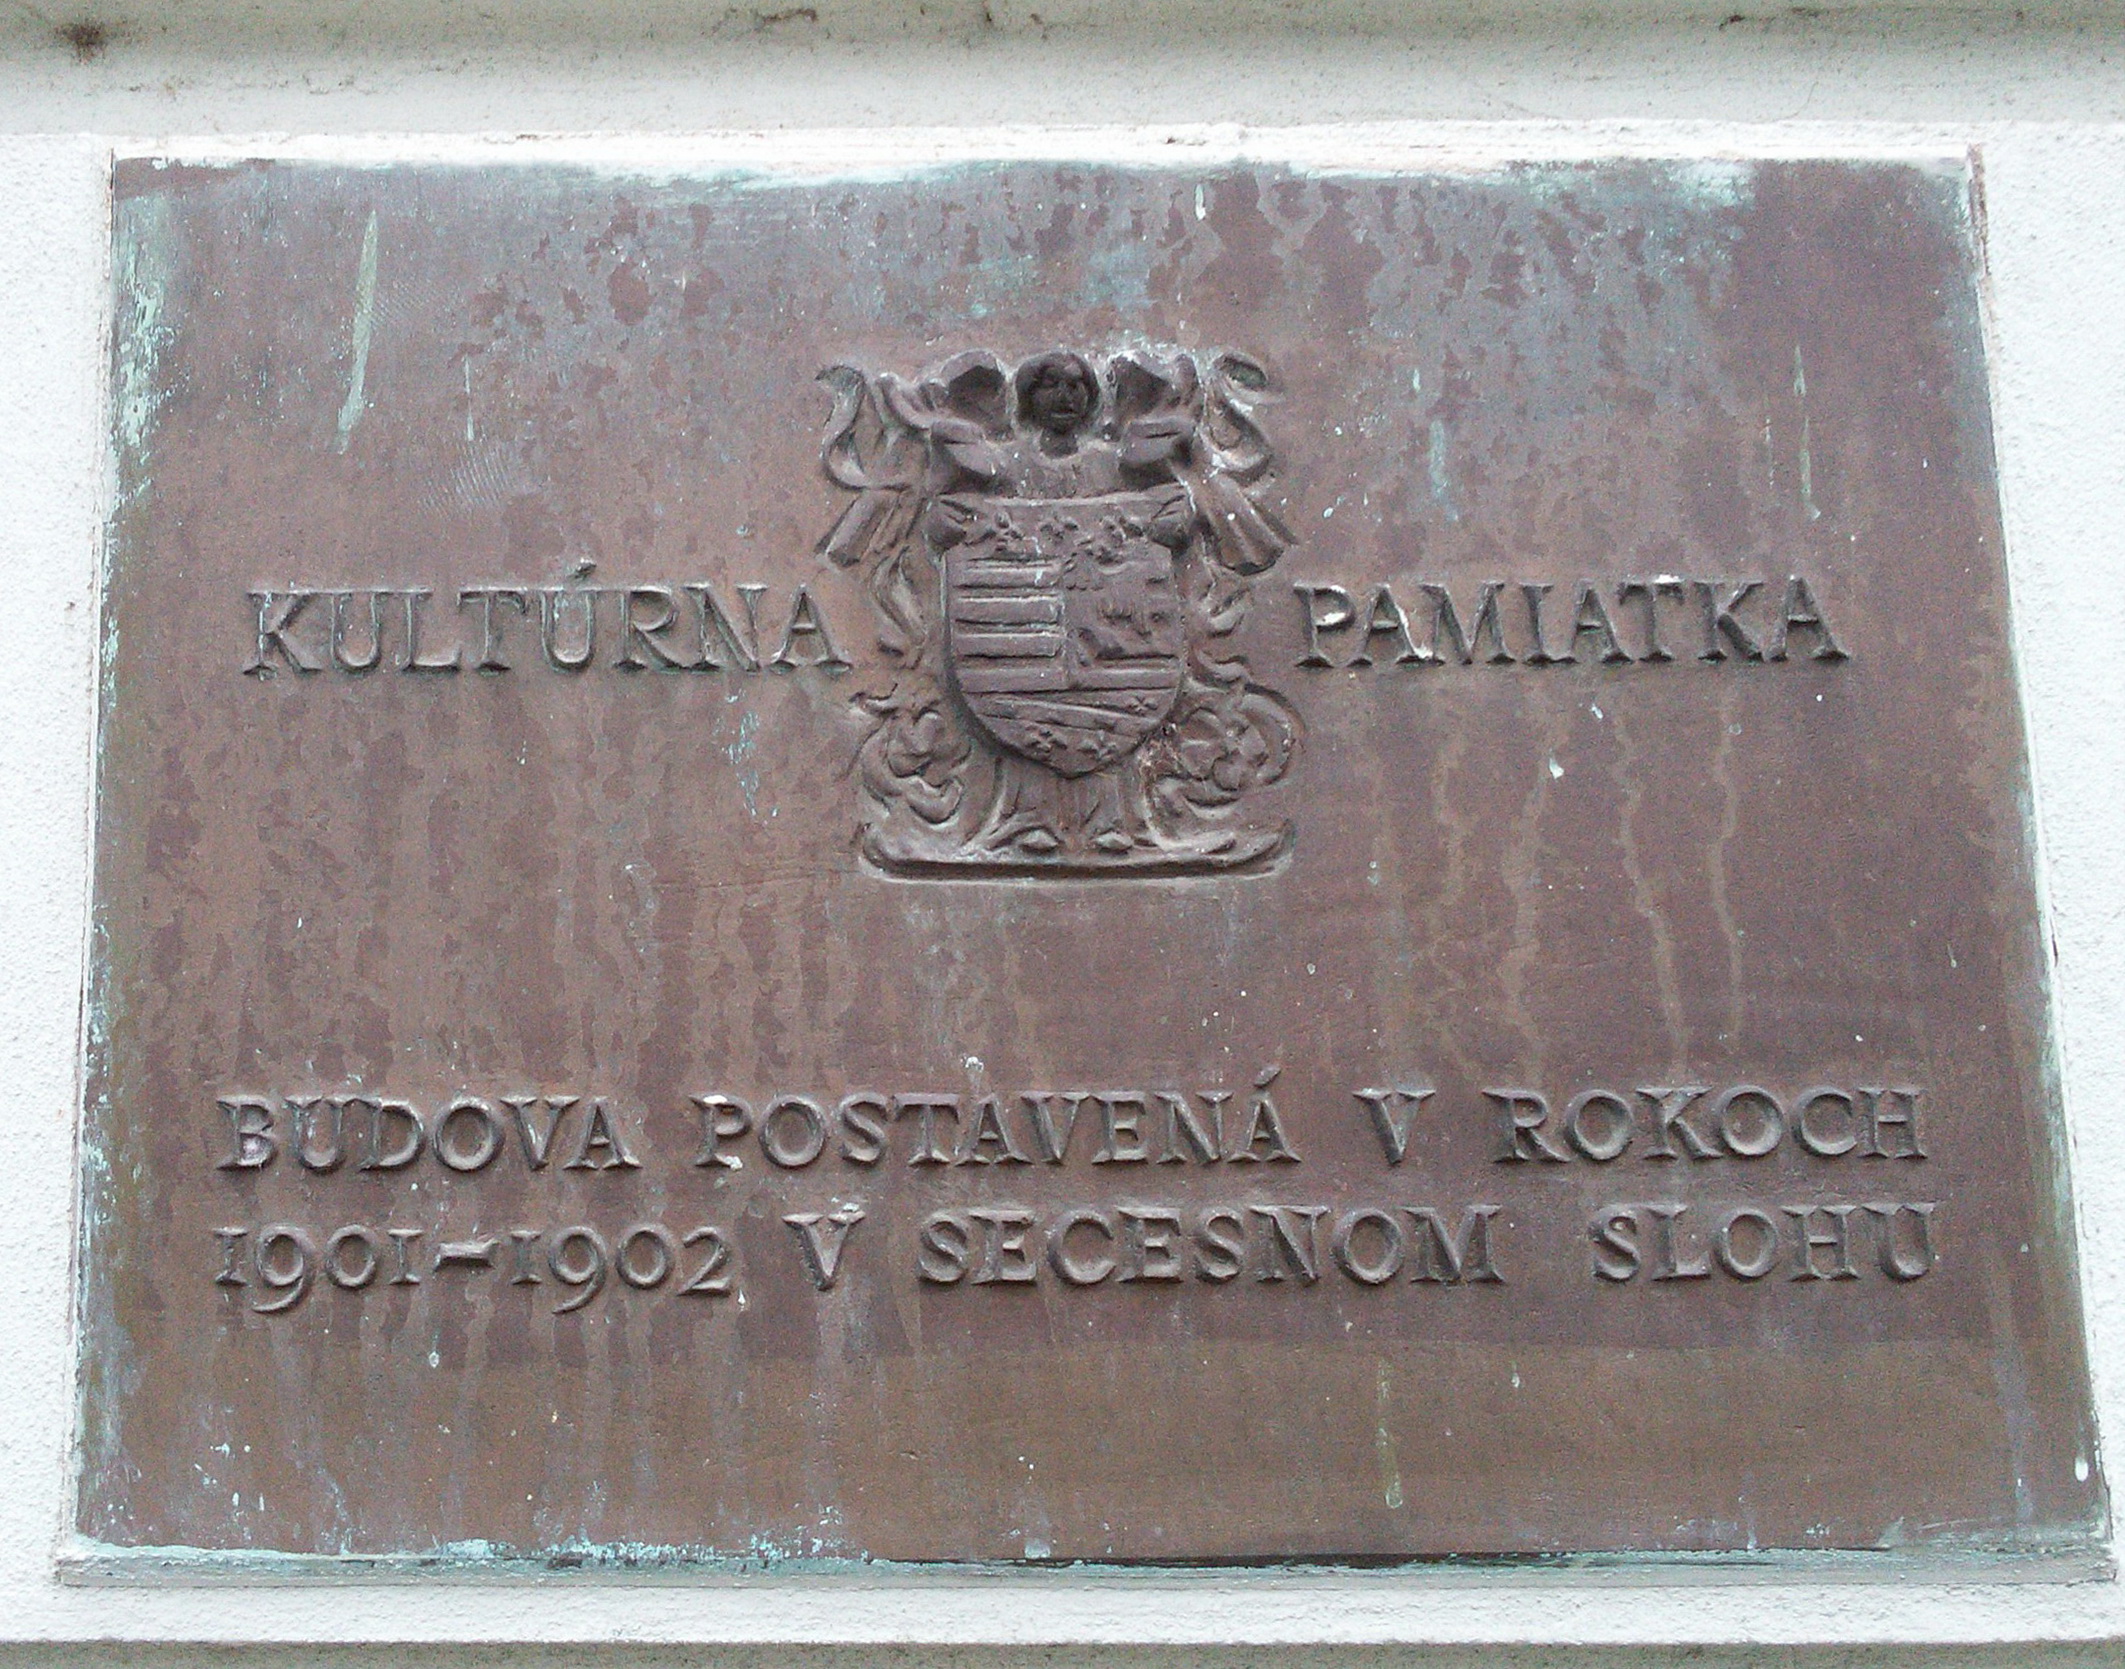 KULTÚRNA PAMIATKA
BUDOVA POSTAVENÁ V ROKOCH
1901-1902 V SECESNOM SLOHU